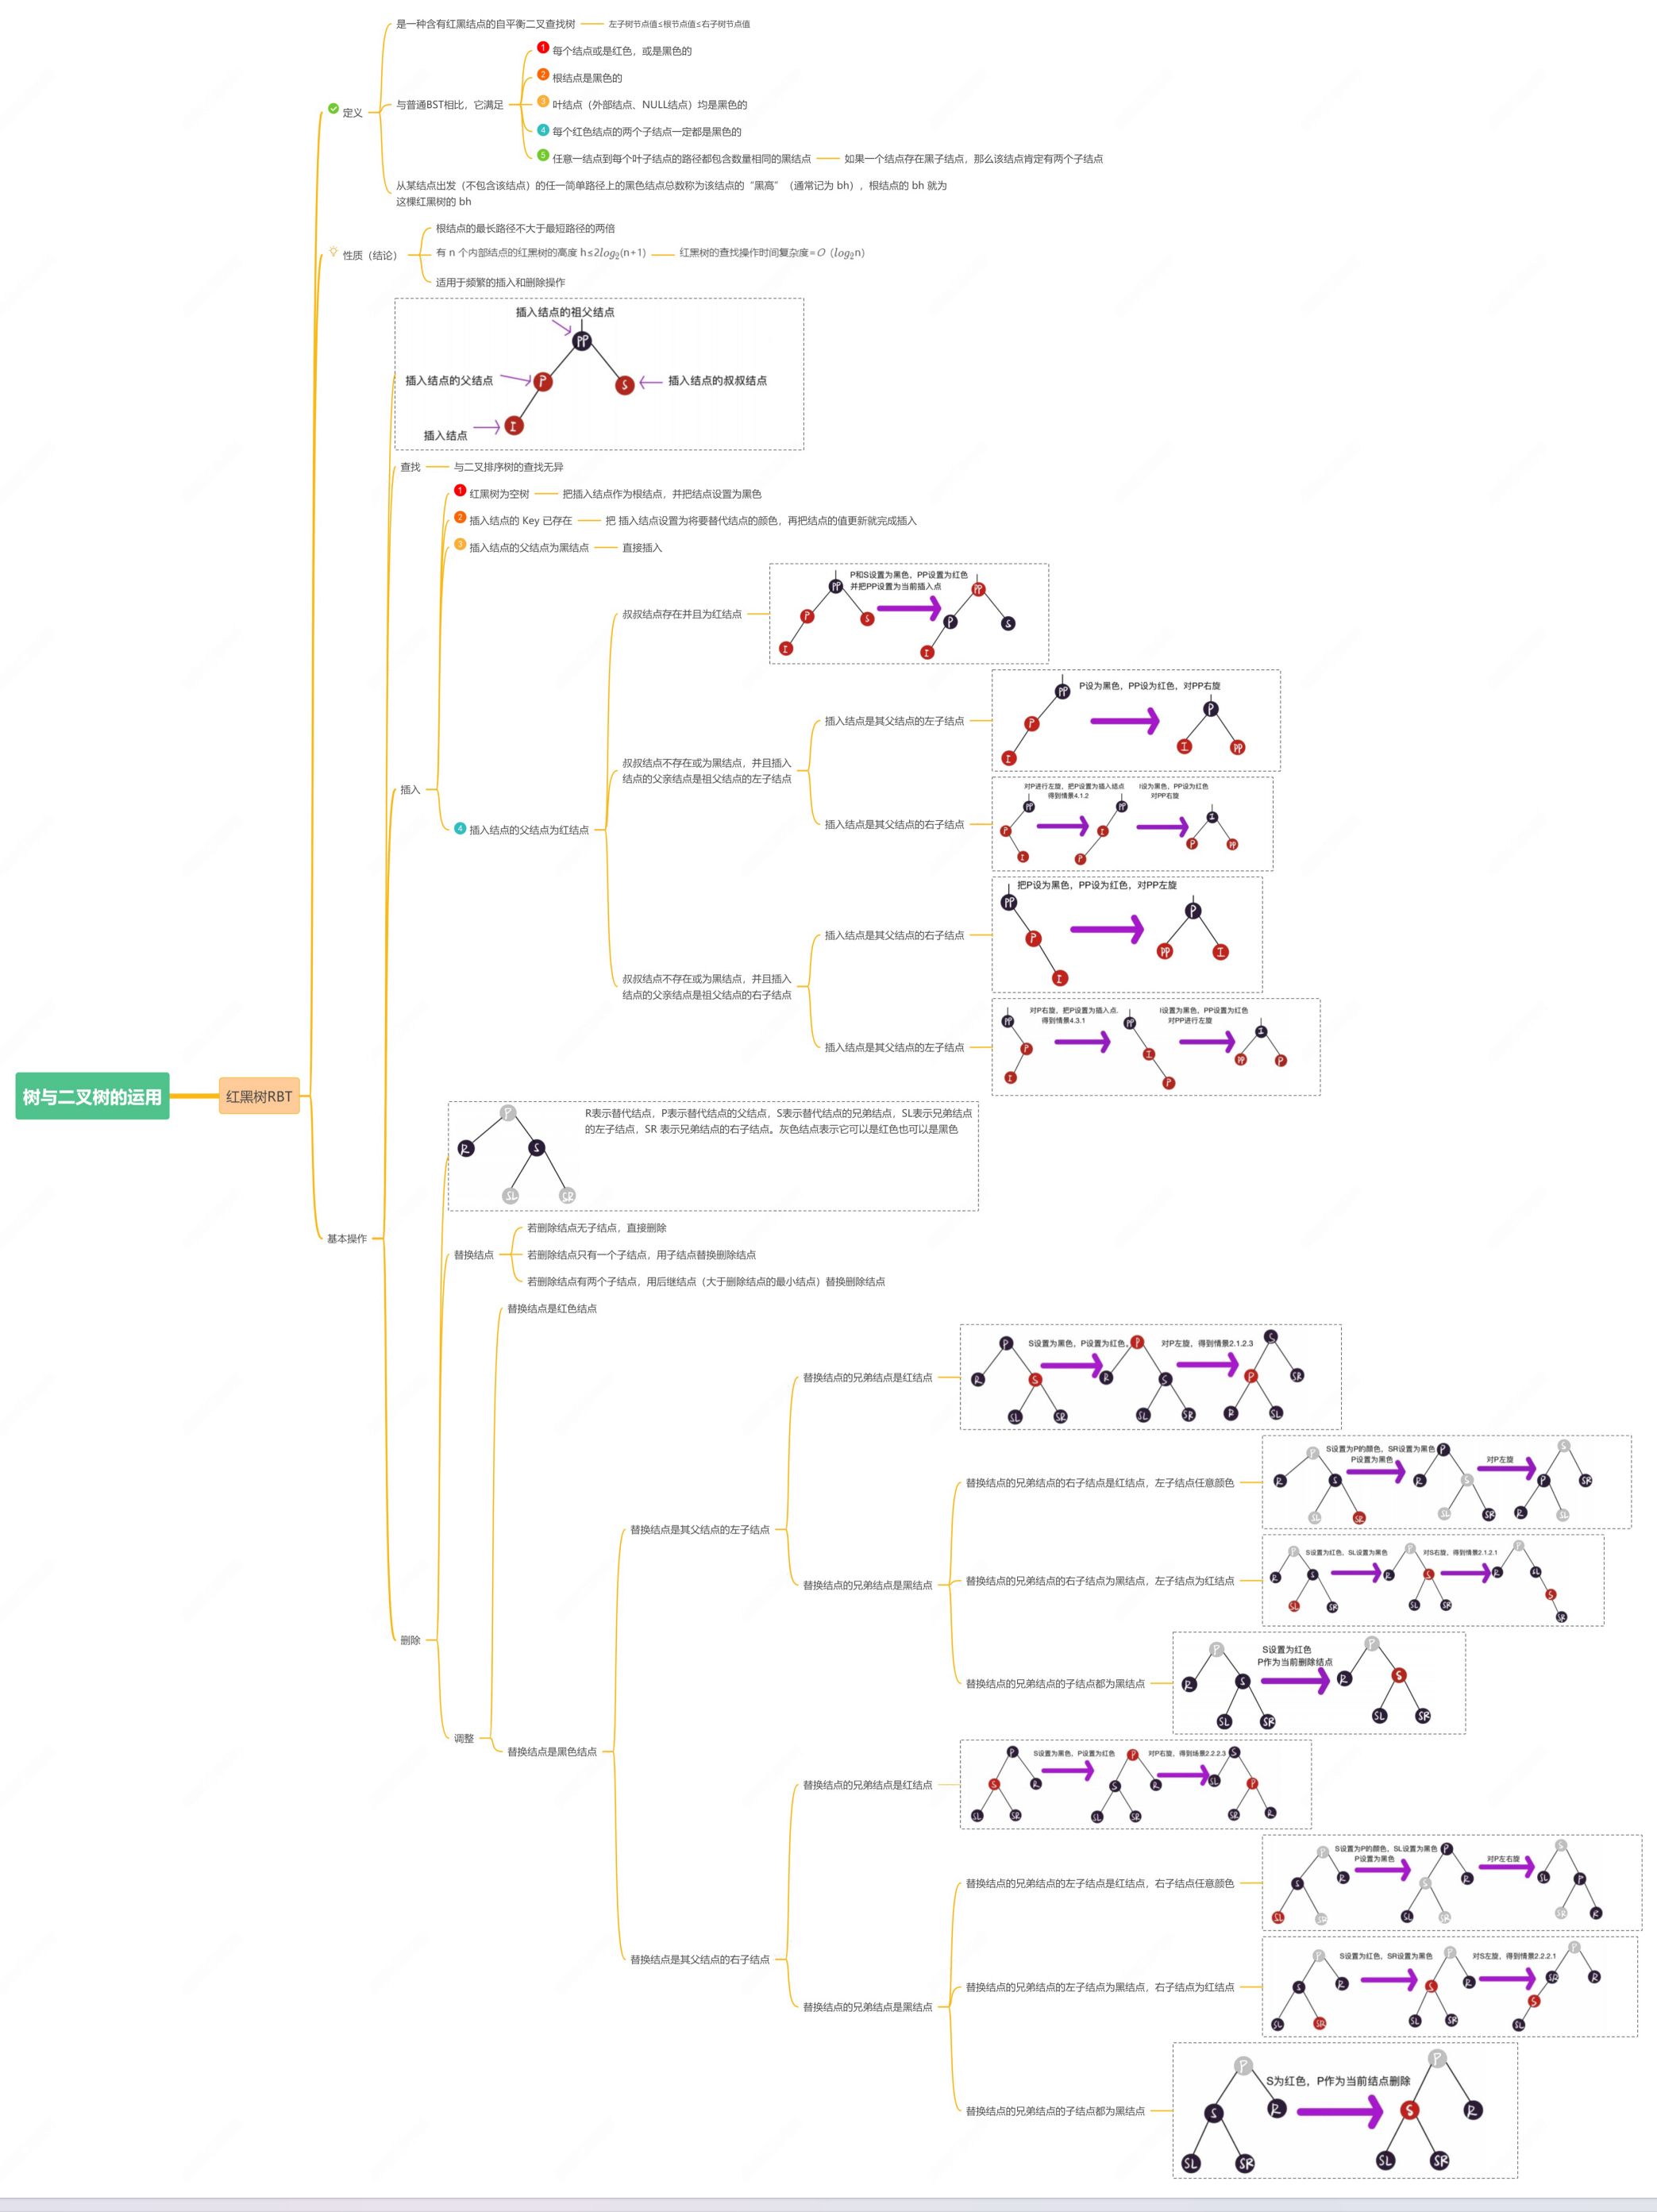 是一种含有红黑结点的自平衡二叉查找树
左子树节点值≤根节点值≤右子树节点值
1 每个结点或是红色，或是黑色的
2 根结点是黑色的
与普通BST相比，它满足
3 叶结点（外部结点、NULL结点）均是黑色的
定义
4 每个红色结点的两个子结点一定都是黑色的
5 任意一结点到每个叶子结点的路径都包含数量相同的黑结点
如果一个结点存在黑子结点，那么该结点肯定有两个子结点
从某结点出发（不包含该结点）的任一简单路径上的黑色结点总数称为该结点的“黑高”（通常记为 bh），根结点的 bh 就为
这棵红黑树的 bh
根结点的最长路径不大于最短路径的两倍
性质（结论）
有 n 个内部结点的红黑树的高度 h≤2log₂(n+1)
红黑树的查找操作时间复杂度=O（log₂n）
适用于频繁的插入和删除操作
插入结点的祖父结点
PP
插入结点的父结点
P
S
插入结点的叔叔结点
I
插入结点
查找
与二叉排序树的查找无异
1 红黑树为空树
把插入结点作为根结点，并把结点设置为黑色
2 插入结点的 Key 已存在
把 插入结点设置为将要替代结点的颜色，再把结点的值更新就完成插入
3 插入结点的父结点为黑结点
直接插入
叔叔结点存在并且为红结点
P和S设置为黑色，PP设置为红色
并把PP设置为当前插入点
PP P S I
PP P S I
插入结点是其父结点的左子结点
P设为黑色，PP设为红色，对PP右旋
PP P I
P I PP
叔叔结点不存在或为黑结点，并且插入
结点的父亲结点是祖父结点的左子结点
插入
插入结点是其父结点的右子结点
对P进行左旋，把P设置为插入结点
得到情景4.1.2
I设为黑色，PP设为红色
对PP右旋
PP P I
PP I P
I P PP
4 插入结点的父结点为红结点
插入结点是其父结点的右子结点
把P设为黑色，PP设为红色，对PP左旋
PP P I
P PP I
叔叔结点不存在或为黑结点，并且插入
结点的父亲结点是祖父结点的右子结点
插入结点是其父结点的左子结点
对P右旋，把P设置为插入点.
得到情景4.3.1
I设置为黑色，PP设置为红色
对PP进行左旋
PP P I
PP I P
I PP P
树与二叉树的运用
红黑树RBT
基本操作
P R S SL SR
R表示替代结点，P表示替代结点的父结点，S表示替代结点的兄弟结点，SL表示兄弟结点
的左子结点，SR 表示兄弟结点的右子结点。灰色结点表示它可以是红色也可以是黑色
若删除结点无子结点，直接删除
替换结点
若删除结点只有一个子结点，用子结点替换删除结点
若删除结点有两个子结点，用后继结点（大于删除结点的最小结点）替换删除结点
替换结点是红色结点
替换结点的兄弟结点是红结点
S设置为黑色，P设置为红色，
对P左旋，得到情景2.1.2.3
P R S SL SR
P R S SL SR
S P SR R SL
替换结点的兄弟结点的右子结点是红结点，左子结点任意颜色
S设置为P的颜色，SR设置为黑色
P设置为黑色
对P左旋
P R S SL SR
P R S SL SR
S P SR R SL
替换结点是其父结点的左子结点
替换结点的兄弟结点是黑结点
替换结点的兄弟结点的右子结点为黑结点，左子结点为红结点
S设置为红色，SL设置为黑色
对S右旋，得到情景2.1.2.1
P R S SL SR
P R S SL SR
P R SL S SR
删除
替换结点的兄弟结点的子结点都为黑结点
S设置为红色
P作为当前删除结点
P R S SL SR
P R S SL SR
调整
替换结点是黑色结点
替换结点的兄弟结点是红结点
S设置为黑色，P设置为红色
对P右旋，得到场景2.2.2.3
P S R SL SR
P S R SL SR
S SL P SR R
替换结点的兄弟结点的左子结点是红结点，右子结点任意颜色
S设置为P的颜色，SL设置为黑色
P设置为黑色
对P左右旋
P S R SL SR
P S R SL SR
S SL P SR R
替换结点是其父结点的右子结点
替换结点的兄弟结点是黑结点
替换结点的兄弟结点的左子结点为黑结点，右子结点为红结点
S设置为红色，SR设置为黑色
对S左旋，得到情景2.2.2.1
P S R SL SR
P S R SL SR
P SR R S SL
替换结点的兄弟结点的子结点都为黑结点
S为红色，P作为当前结点删除
P S R SL SR
P S R SL SR